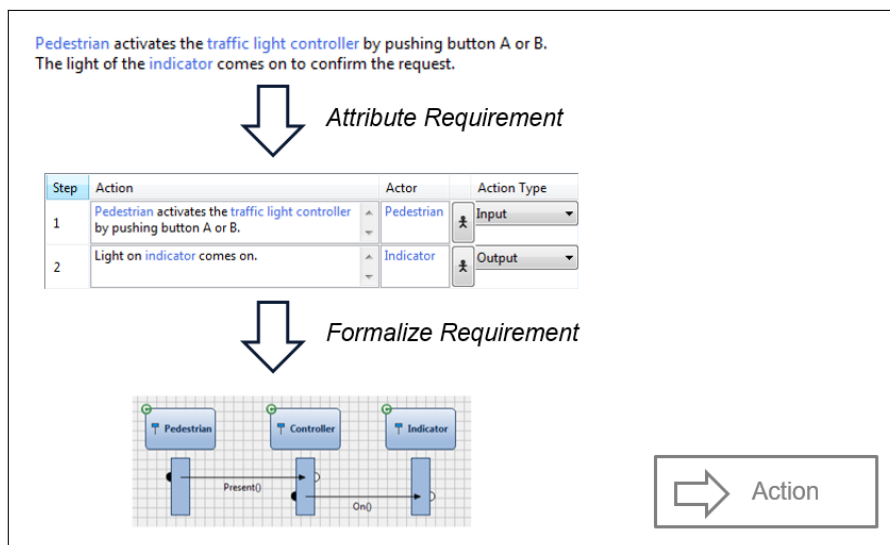 Pedestrian activates the traffic light controller by pushing button A or B.
The light of the indicator comes on to confirm the request.
Attribute Requirement
Step Action Actor Action Type
1 Pedestrian activates the traffic light controller Pedestrian Input
by pushing button A or B.
2 Light on indicator comes on. Indicator Output
Formalize Requirement
Pedestrian Controller Indicator
Present()
On()
Action